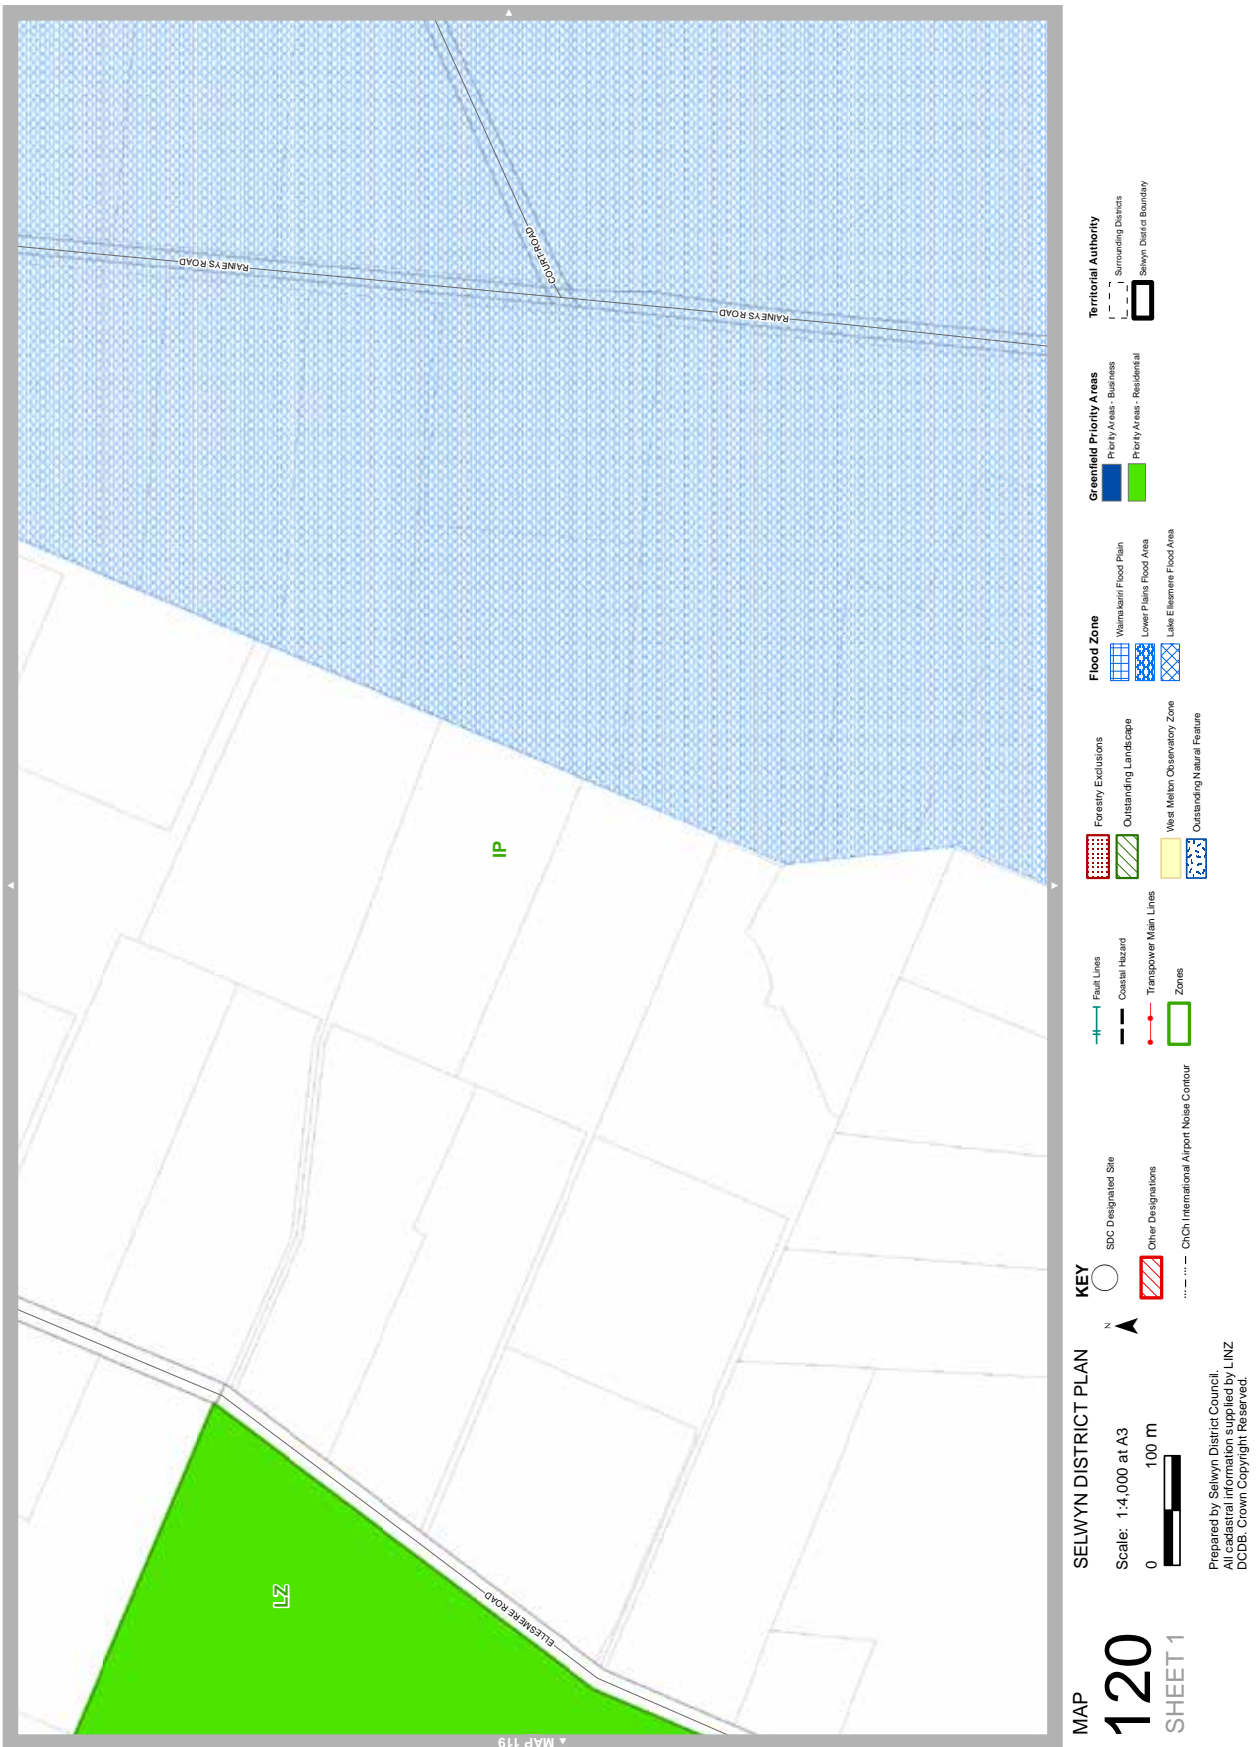 RAINEYS ROAD
COURT ROAD
RAINEYS ROAD
IP
LZ
ELLESMERE ROAD
MAP 119
MAP
120
SHEET 1
SELWYN DISTRICT PLAN
Scale: 1:4,000 at A3
0 100 m
Prepared by Selwyn District Council.
All cadastral information supplied by LINZ
DCDB. Crown Copyright Reserved.
N
KEY
SDC Designated Site
Other Designations
ChCh International Airport Noise Contour
Fault Lines
Coastal Hazard
Transpower Main Lines
Zones
Forestry Exclusions
Outstanding Landscape
West Melton Observatory Zone
Outstanding Natural Feature
Flood Zone
Waimakariri Flood Plain
Lower Plains Flood Area
Lake Ellesmere Flood Area
Greenfield Priority Areas
Priority Areas - Business
Priority Areas - Residential
Territorial Authority
Surrounding Districts
Selwyn District Boundary